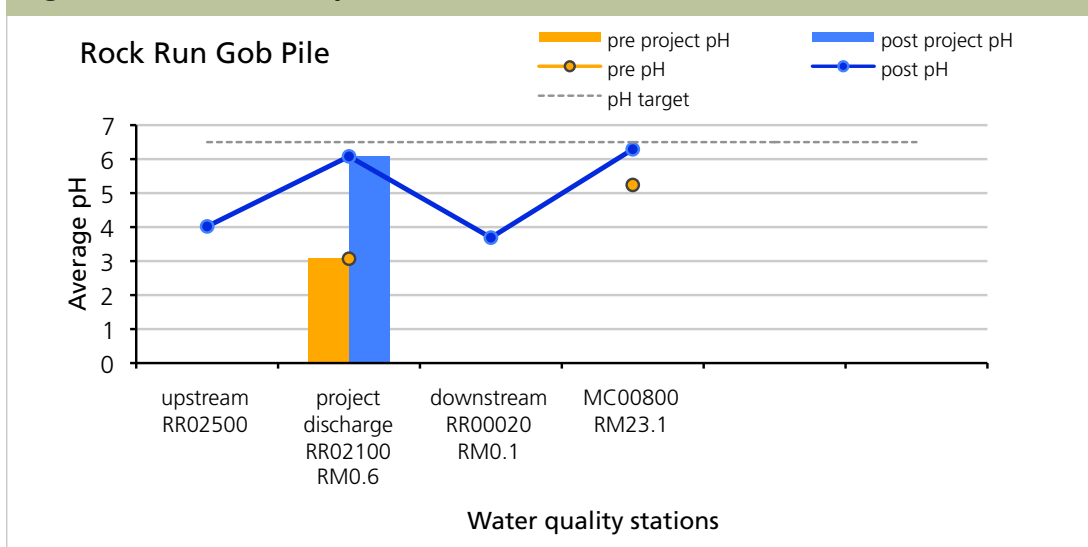 Rock Run Gob Pile
pre project pH
post project pH
pre pH
post pH
pH target
Average pH
7
6
5
4
3
2
1
0
upstream
RR02500
project
discharge
RR02100
RM0.6
downstream
RR00020
RM0.1
MC00800
RM23.1
Water quality stations